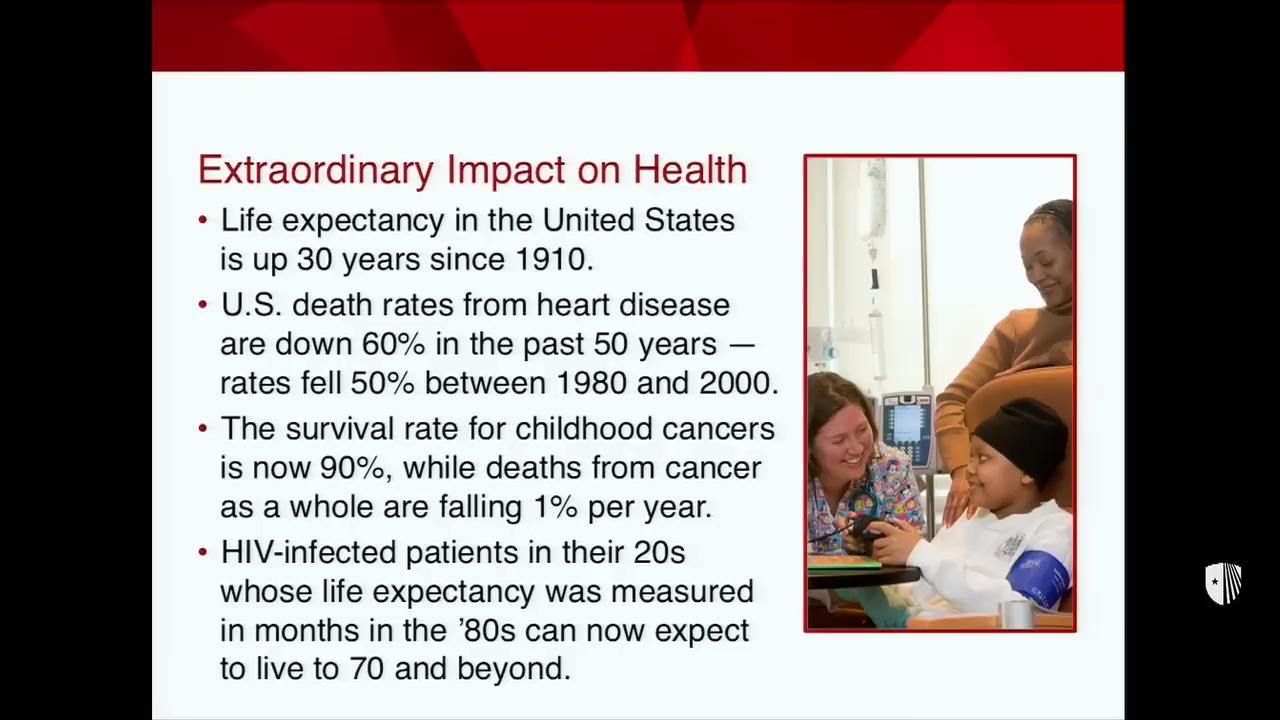 Extraordinary Impact on Health
• Life expectancy in the United States
is up 30 years since 1910.
• U.S. death rates from heart disease
are down 60% in the past 50 years —
rates fell 50% between 1980 and 2000.
• The survival rate for childhood cancers
is now 90%, while deaths from cancer
as a whole are falling 1% per year.
• HIV-infected patients in their 20s
whose life expectancy was measured
in months in the ’80s can now expect
to live to 70 and beyond.